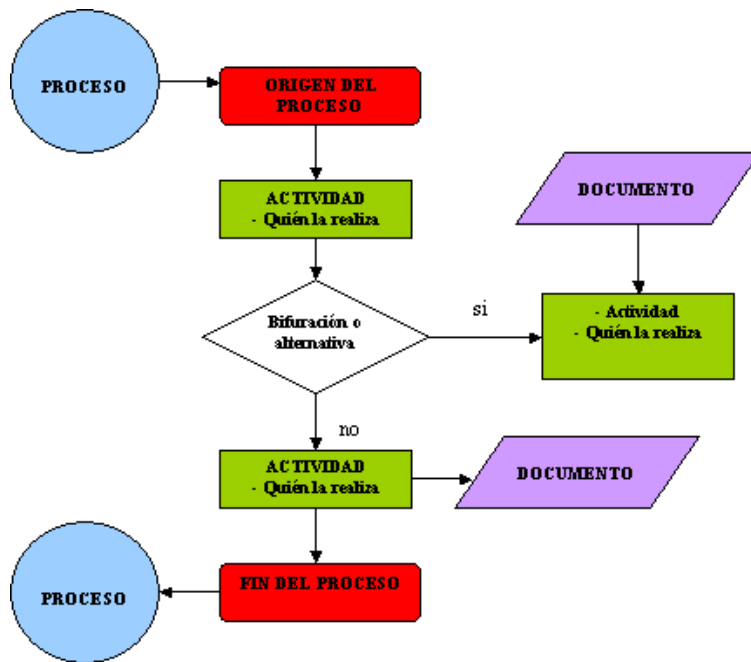 PROCESO
ORIGEN DEL
PROCESO
ACTIVIDAD
- Quién la realiza
DOCUMENTO
Bifuración o
alternativa
si
- Actividad
- Quién la realiza
no
ACTIVIDAD
- Quién la realiza
DOCUMENTO
FIN DEL PROCESO
PROCESO